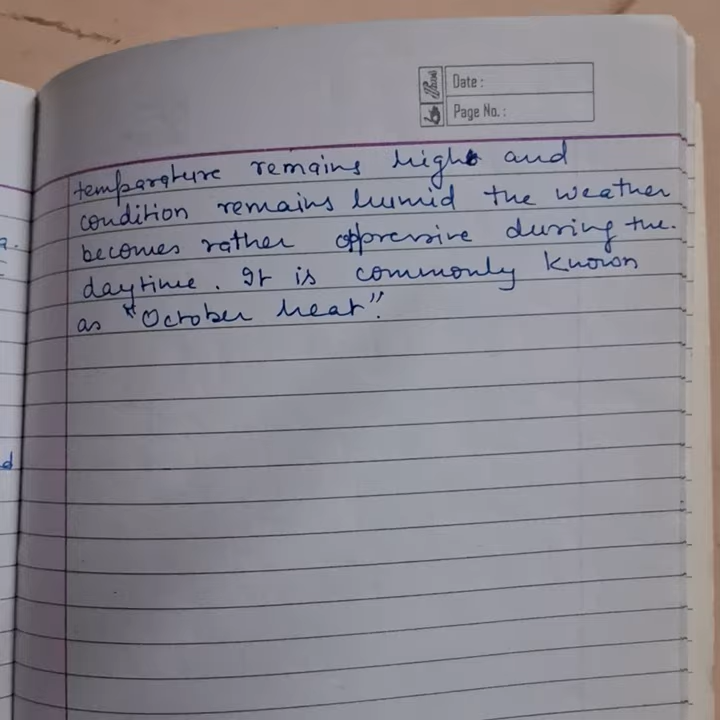 Date :
Page No. :
temparature remains high and
condition remains humid the weather
becomes rather oppressive during the.
daytime. It is commonly known
as "October heat".
a.
d